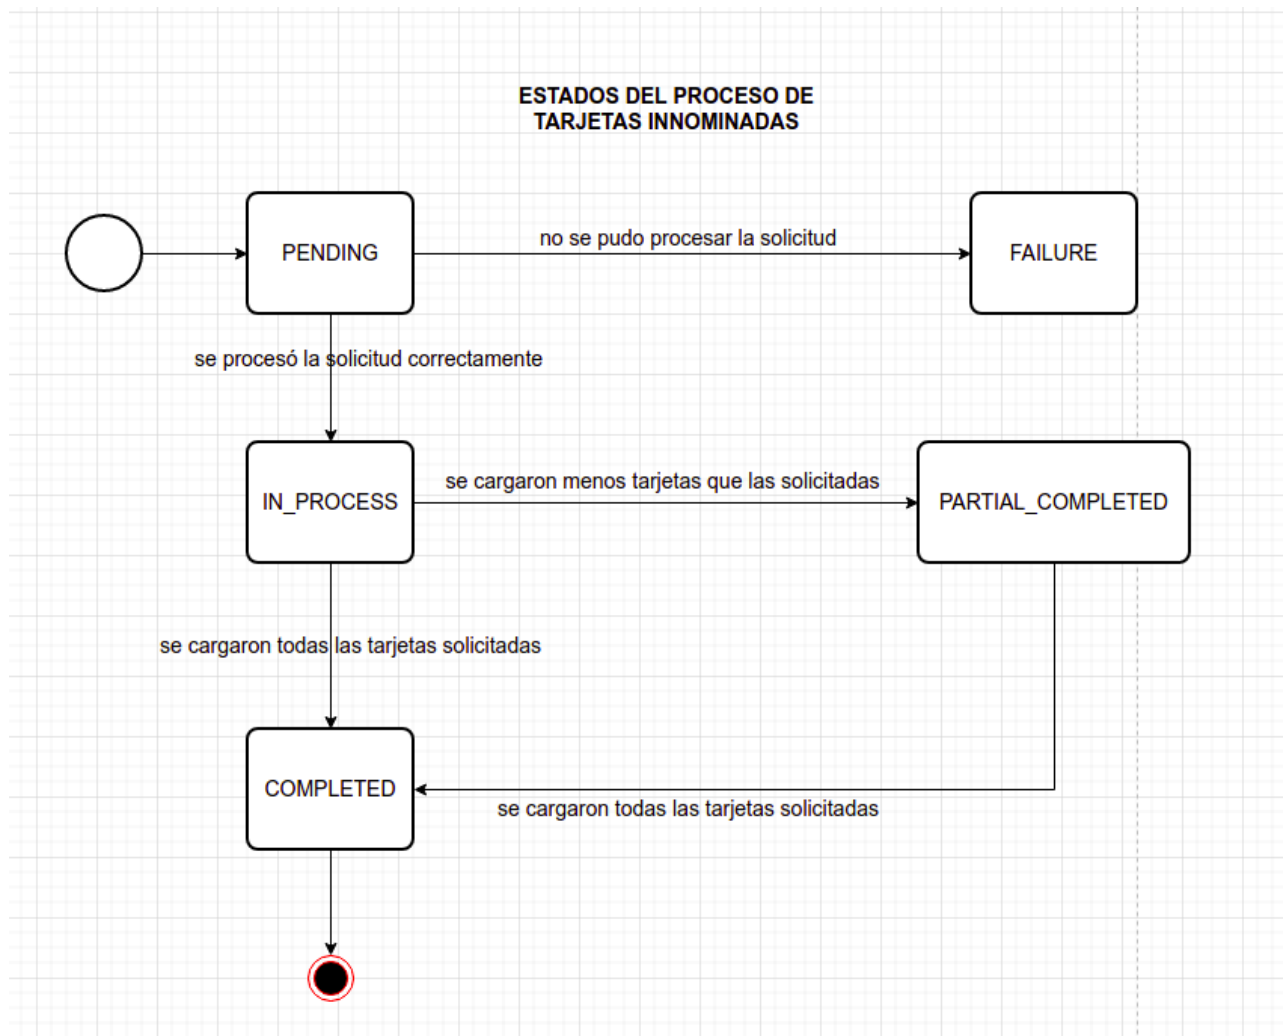 ESTADOS DEL PROCESO DE
TARJETAS INNOMINADAS
PENDING
no se pudo procesar la solicitud
FAILURE
se procesó la solicitud correctamente
IN_PROCESS
se cargaron menos tarjetas que las solicitadas
PARTIAL_COMPLETED
se cargaron todas las tarjetas solicitadas
COMPLETED
se cargaron todas las tarjetas solicitadas